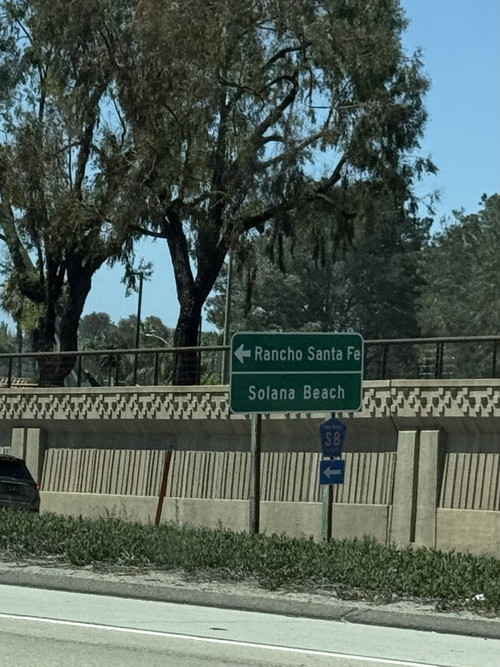 ← Rancho Santa Fe
Solana Beach
S8
←